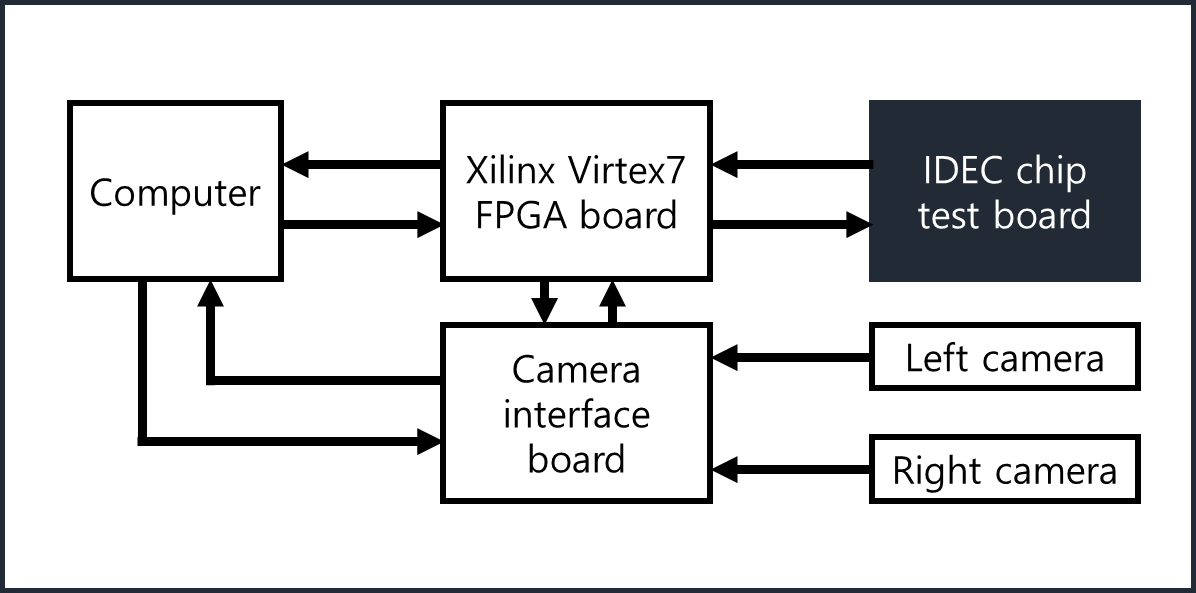 Computer
Xilinx Virtex7
FPGA board
IDEC chip
test board
Camera
interface
board
Left camera
Right camera